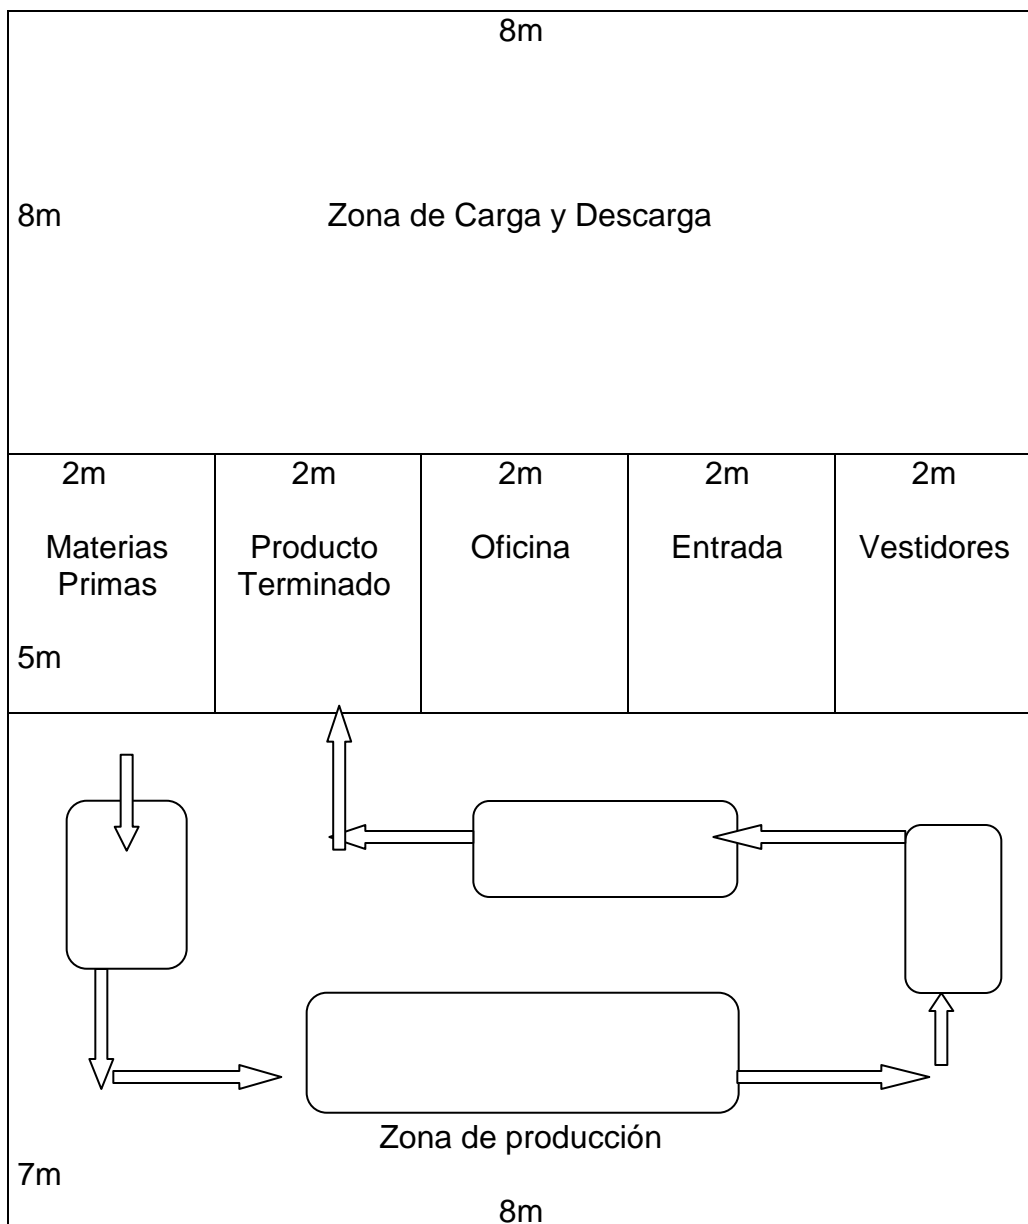 8m
8m
Zona de Carga y Descarga
2m
2m
2m
2m
2m
Materias
Primas
Producto
Terminado
Oficina
Entrada
Vestidores
5m
Zona de producción
7m
8m